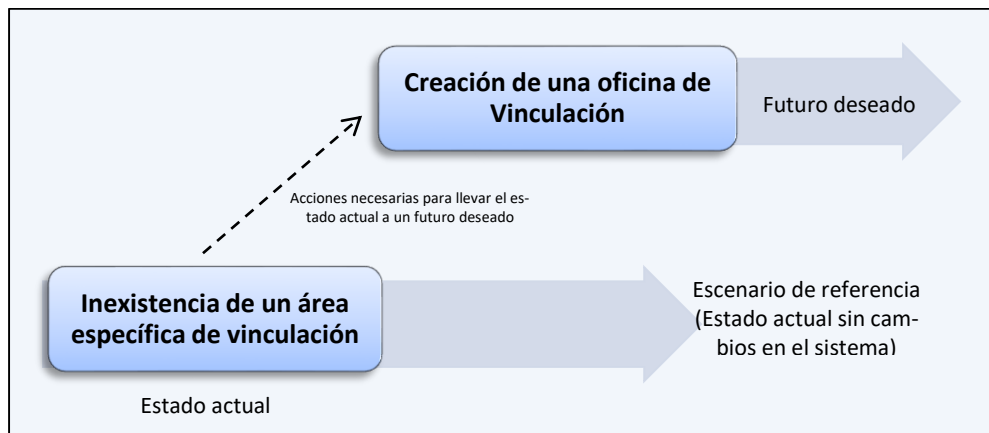 Creación de una oficina de
Vinculación
Futuro deseado
Acciones necesarias para llevar el es-
tado actual a un futuro deseado
Inexistencia de un área
específica de vinculación
Escenario de referencia
(Estado actual sin cam-
bios en el sistema)
Estado actual